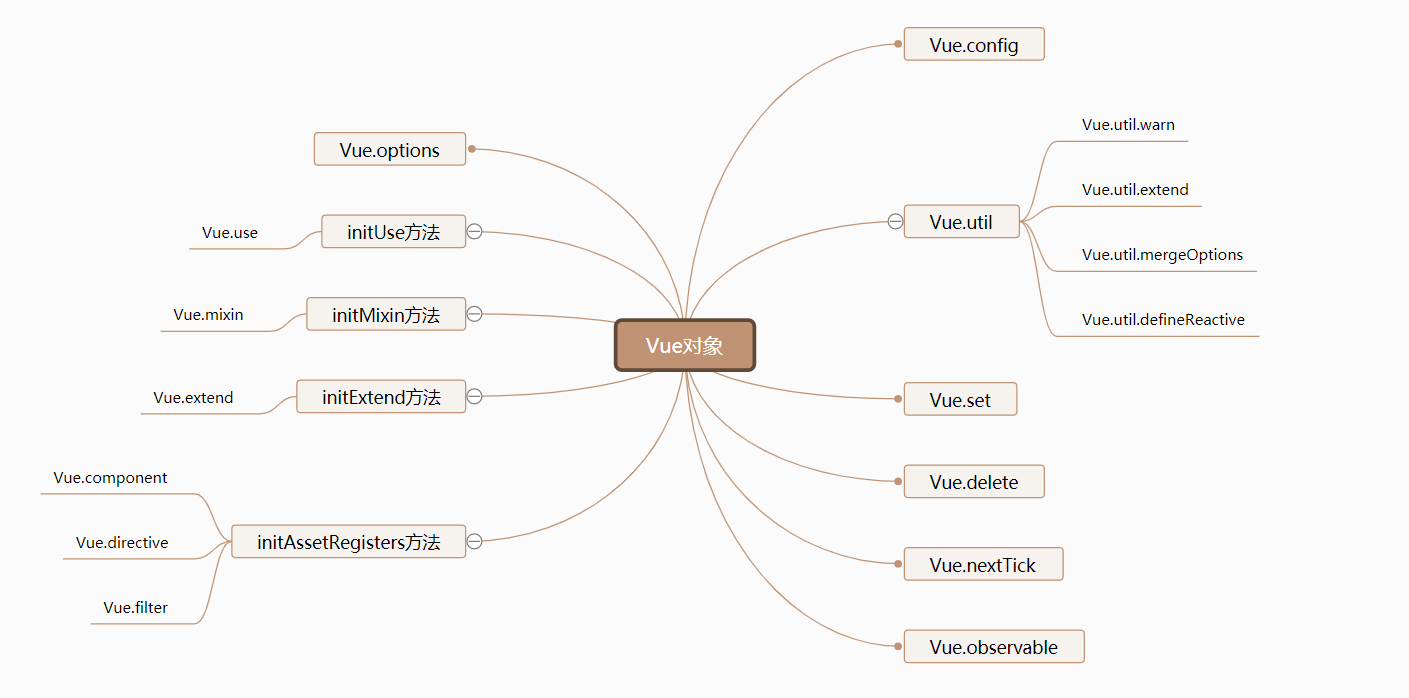 Vue对象
Vue.config
Vue.util
Vue.util.warn
Vue.util.extend
Vue.util.mergeOptions
Vue.util.defineReactive
Vue.set
Vue.delete
Vue.nextTick
Vue.observable
Vue.options
initUse方法
Vue.use
initMixin方法
Vue.mixin
initExtend方法
Vue.extend
initAssetRegisters方法
Vue.component
Vue.directive
Vue.filter